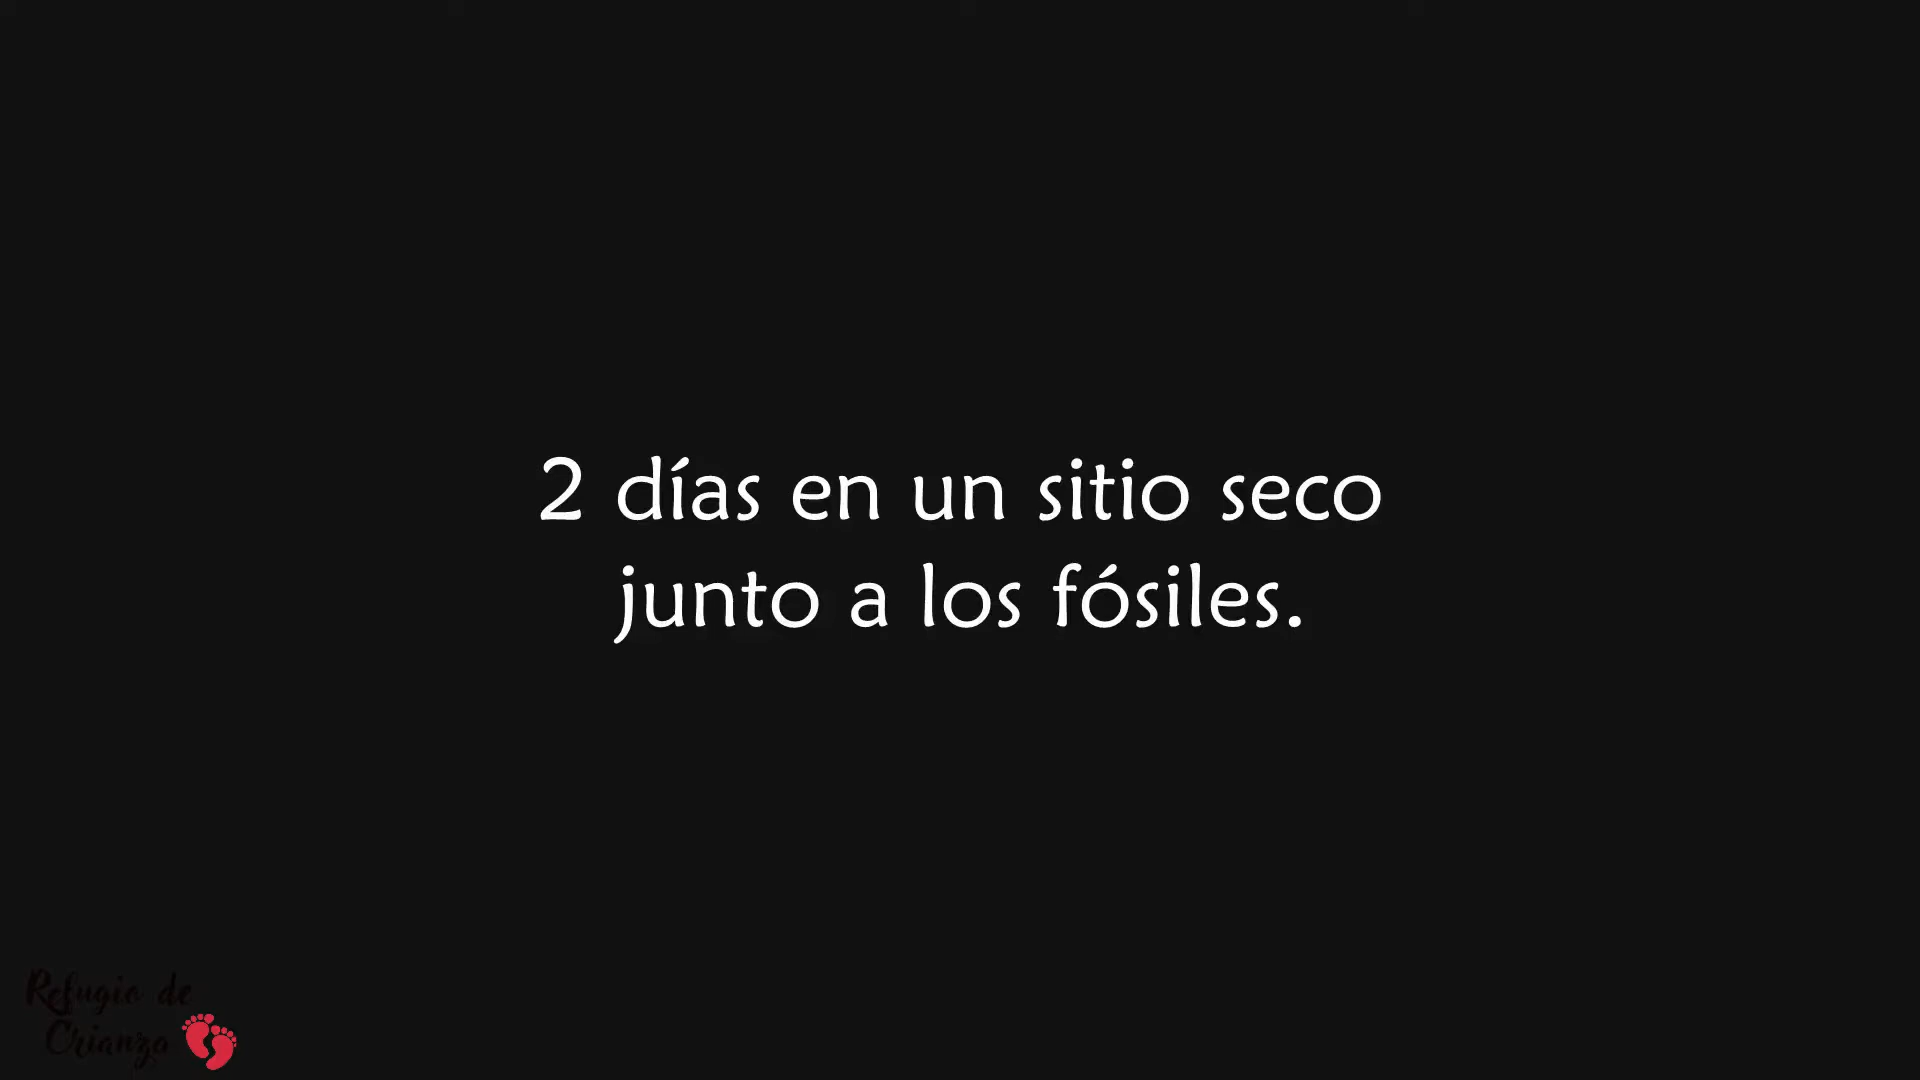 2 días en un sitio seco
junto a los fósiles.
Refugio de
Crianza